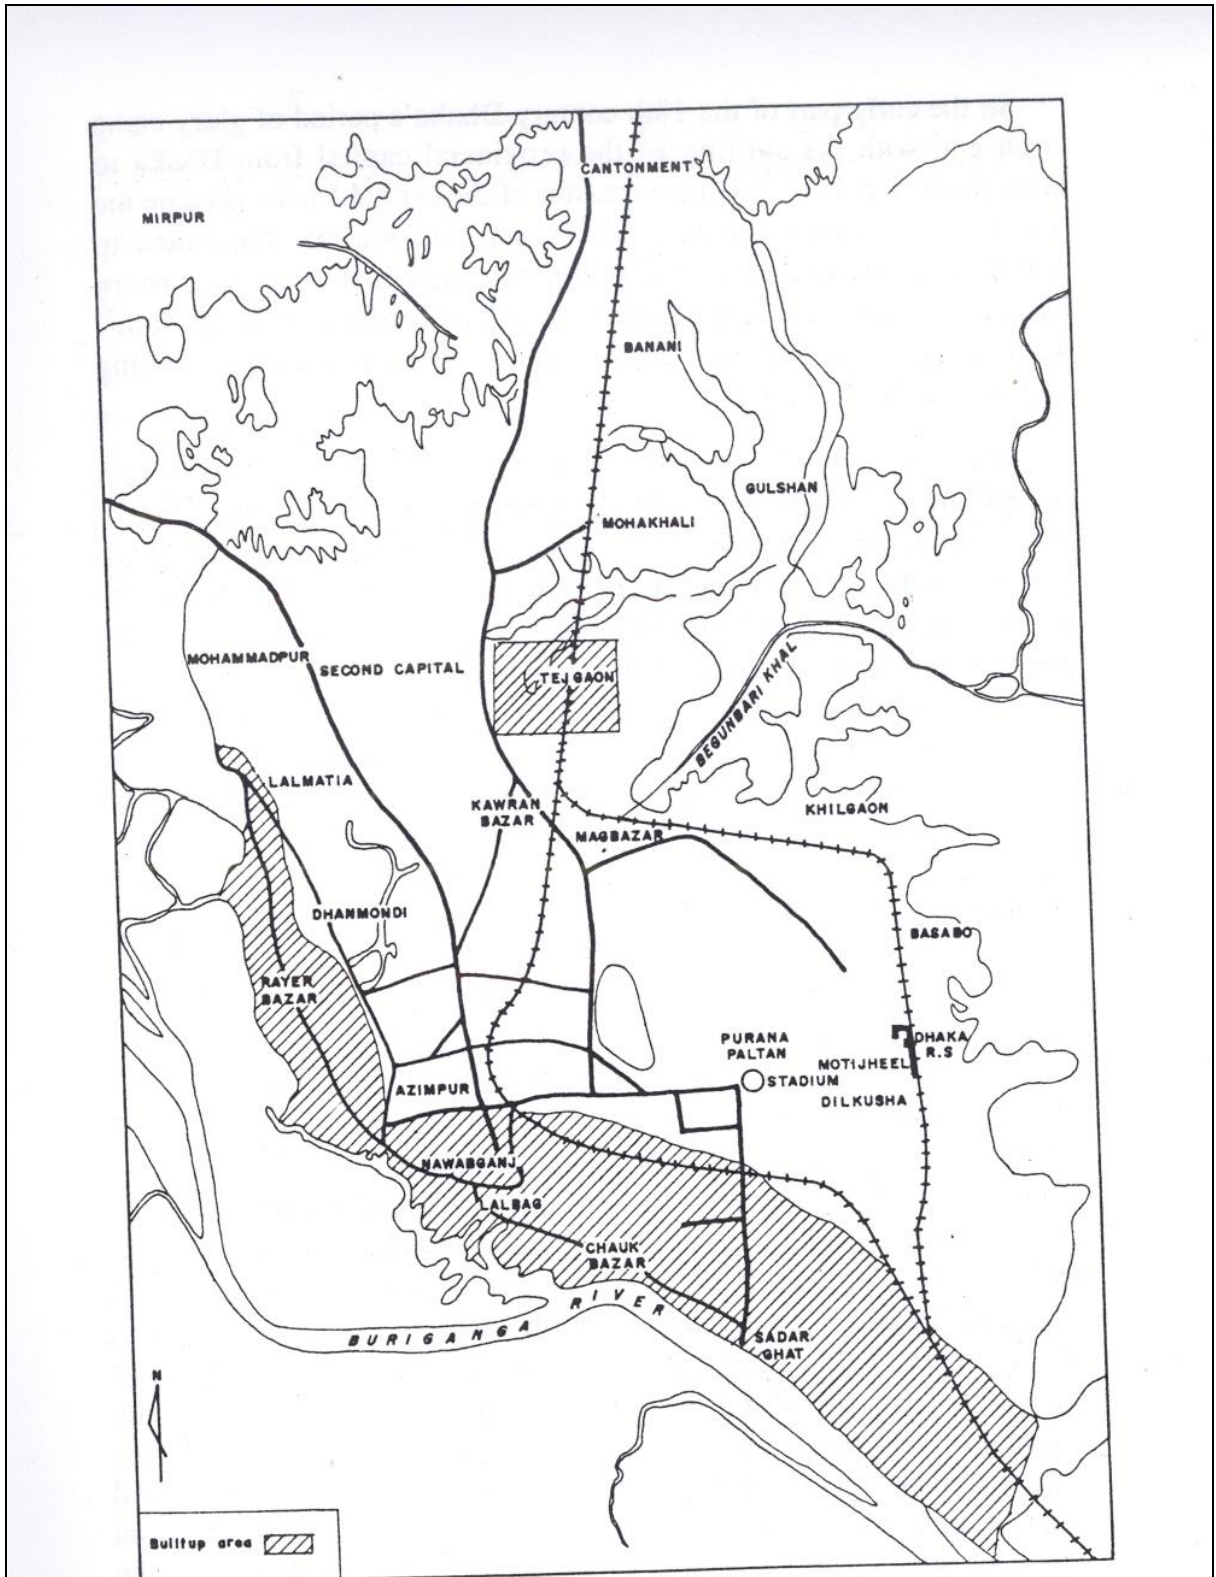 CANTONMENT
MIRPUR
BANANI
GULSHAN
MOHAKHALI
MOHAMMADPUR
SECOND CAPITAL
TEJGAON
BEGUNBARI KHAL
LALMATIA
KAWRAN
BAZAR
KHILGAON
MAGBAZAR
DHANMONDI
BASABO
RAYER
BAZAR
PURANA
PALTAN
DHAKA
R.S
MOTIJHEEL
STADIUM
AZIMPUR
DILKUSHA
NAWABGANJ
LALBAG
CHAUK
BAZAR
BURIGANGA RIVER
SADAR
GHAT
N
Builtup area